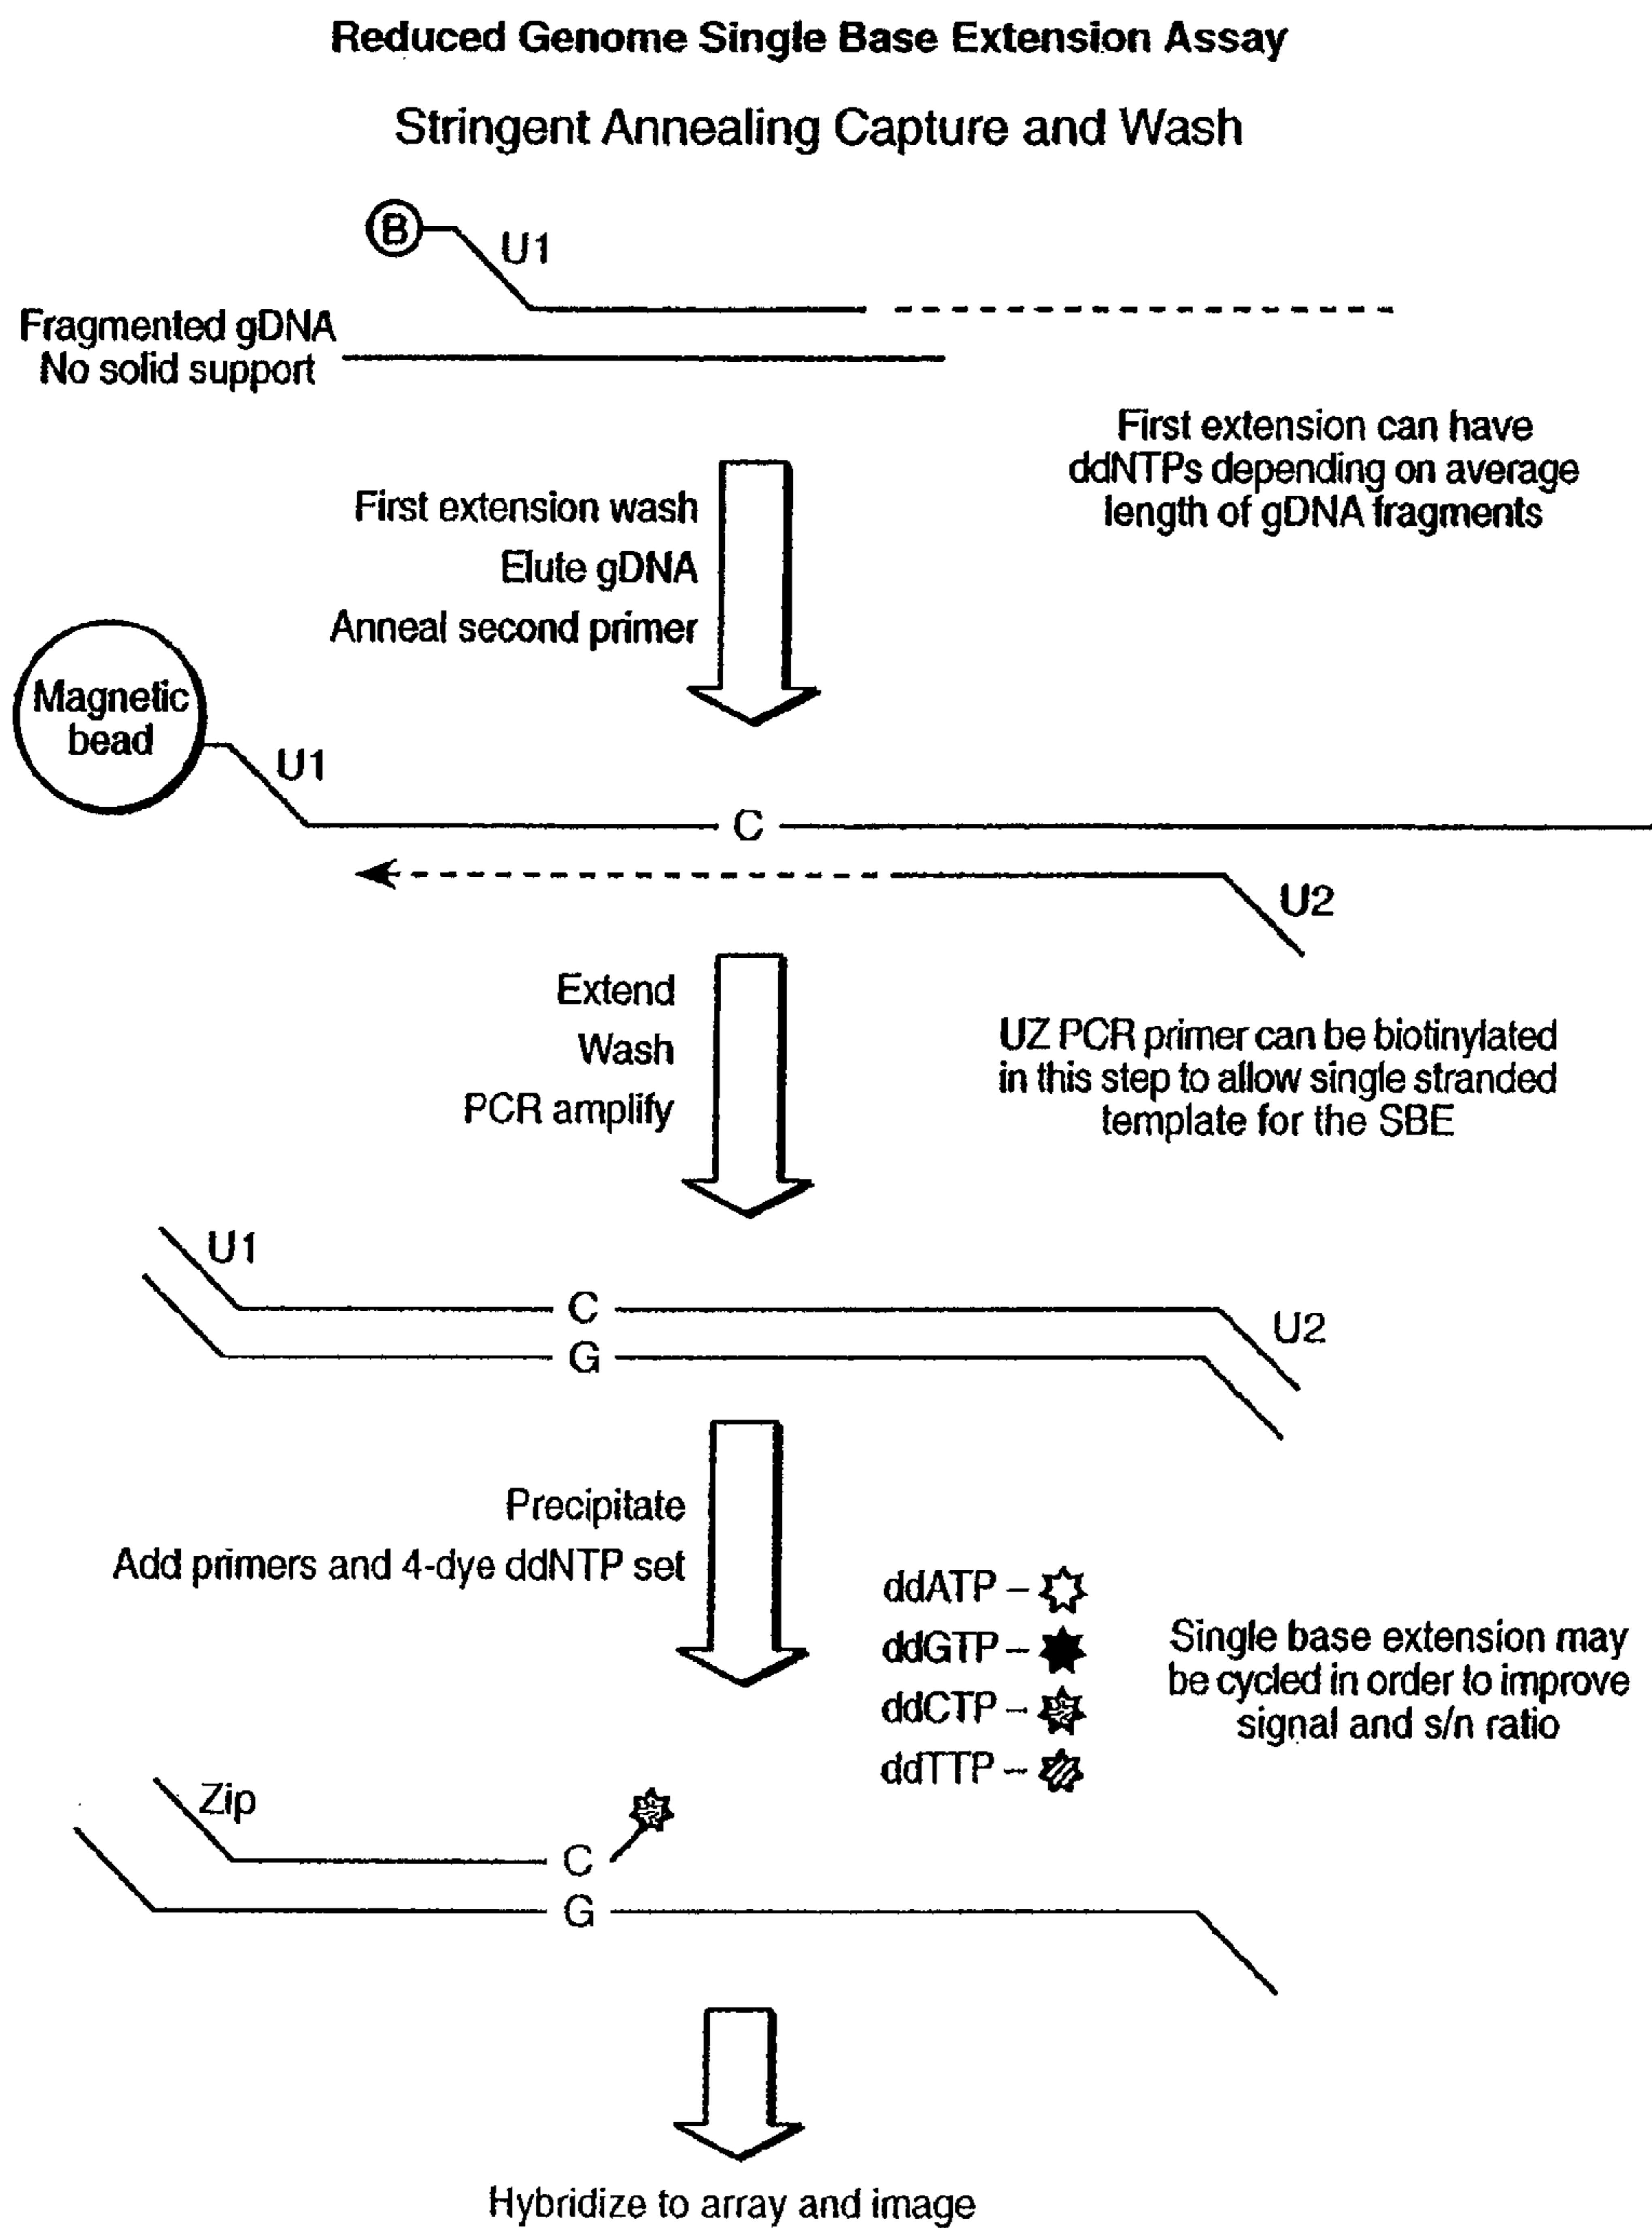 Reduced Genome Single Base Extension Assay
Stringent Annealing Capture and Wash
B
U1
Fragmented gDNA
No solid support
First extension can have
ddNTPs depending on average
length of gDNA fragments
First extension wash
Elute gDNA
Anneal second primer
Magnetic
bead
U1
C
U2
Extend
Wash
PCR amplify
UZ PCR primer can be biotinylated
in this step to allow single stranded
template for the SBE
U1
C
U2
G
Precipitate
Add primers and 4-dye ddNTP set
ddATP –
ddGTP –
ddCTP –
ddTTP –
Single base extension may
be cycled in order to improve
signal and s/n ratio
Zip
C
G
Hybridize to array and image